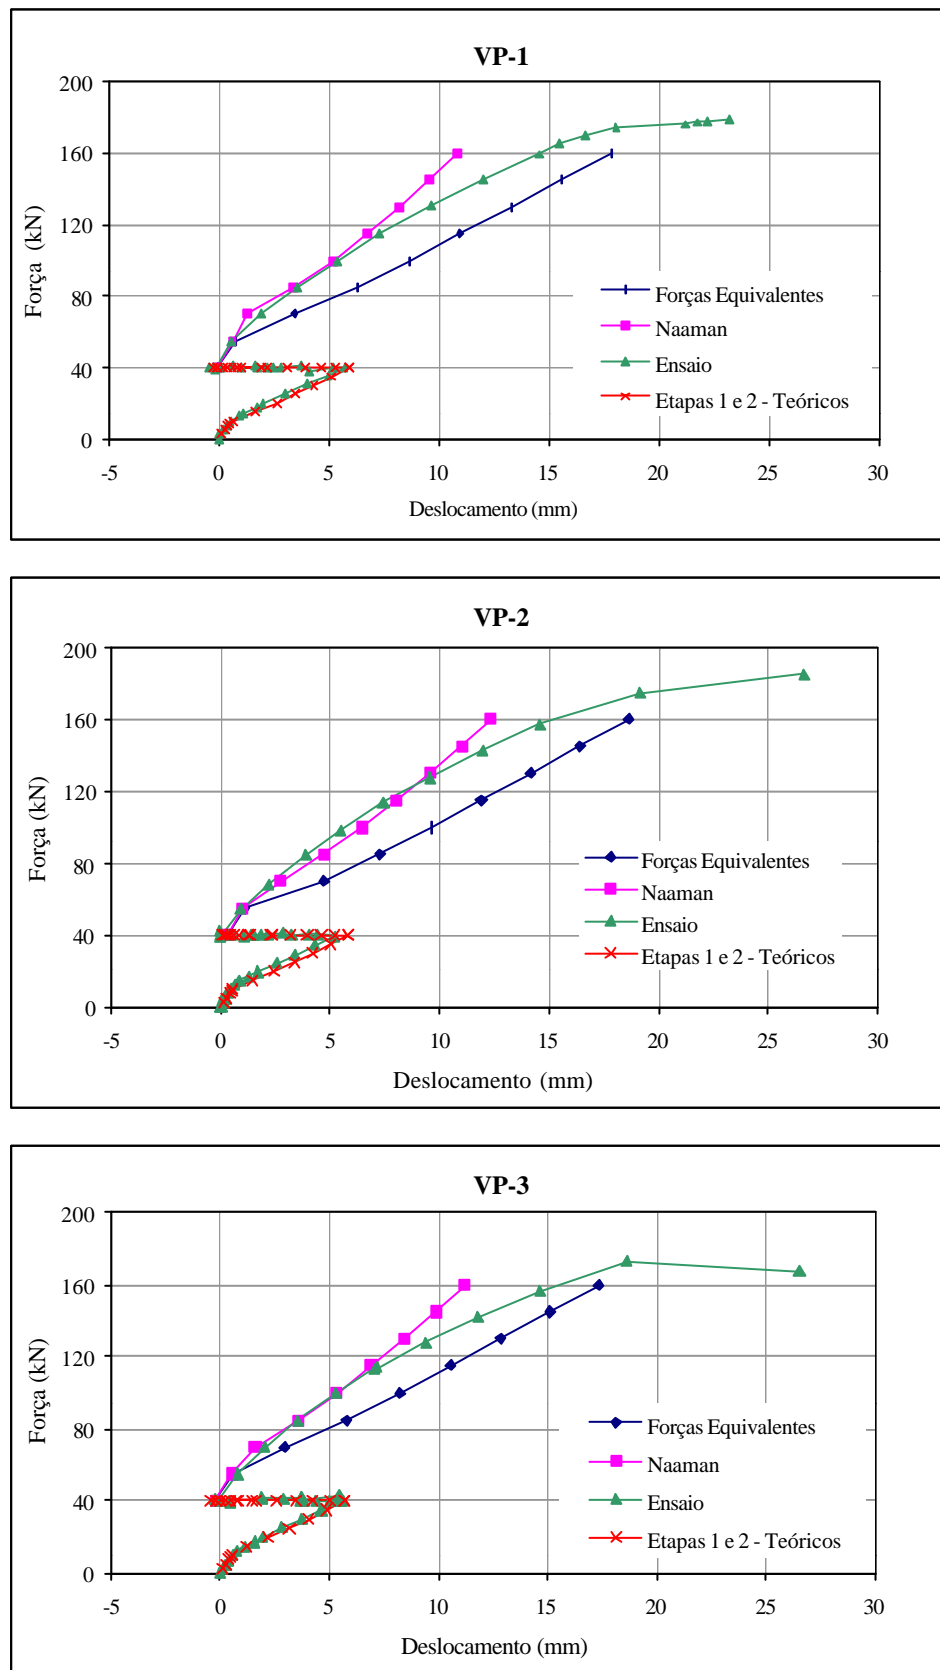 VP-1
200
160
120
80
40
0
Força (kN)
-5 0 5 10 15 20 25 30
Deslocamento (mm)
Forças Equivalentes
Naaman
Ensaio
Etapas 1 e 2 - Teóricos
VP-2
200
160
120
80
40
0
Força (kN)
-5 0 5 10 15 20 25 30
Deslocamento (mm)
Forças Equivalentes
Naaman
Ensaio
Etapas 1 e 2 - Teóricos
VP-3
200
160
120
80
40
0
Força (kN)
-5 0 5 10 15 20 25 30
Deslocamento (mm)
Forças Equivalentes
Naaman
Ensaio
Etapas 1 e 2 - Teóricos